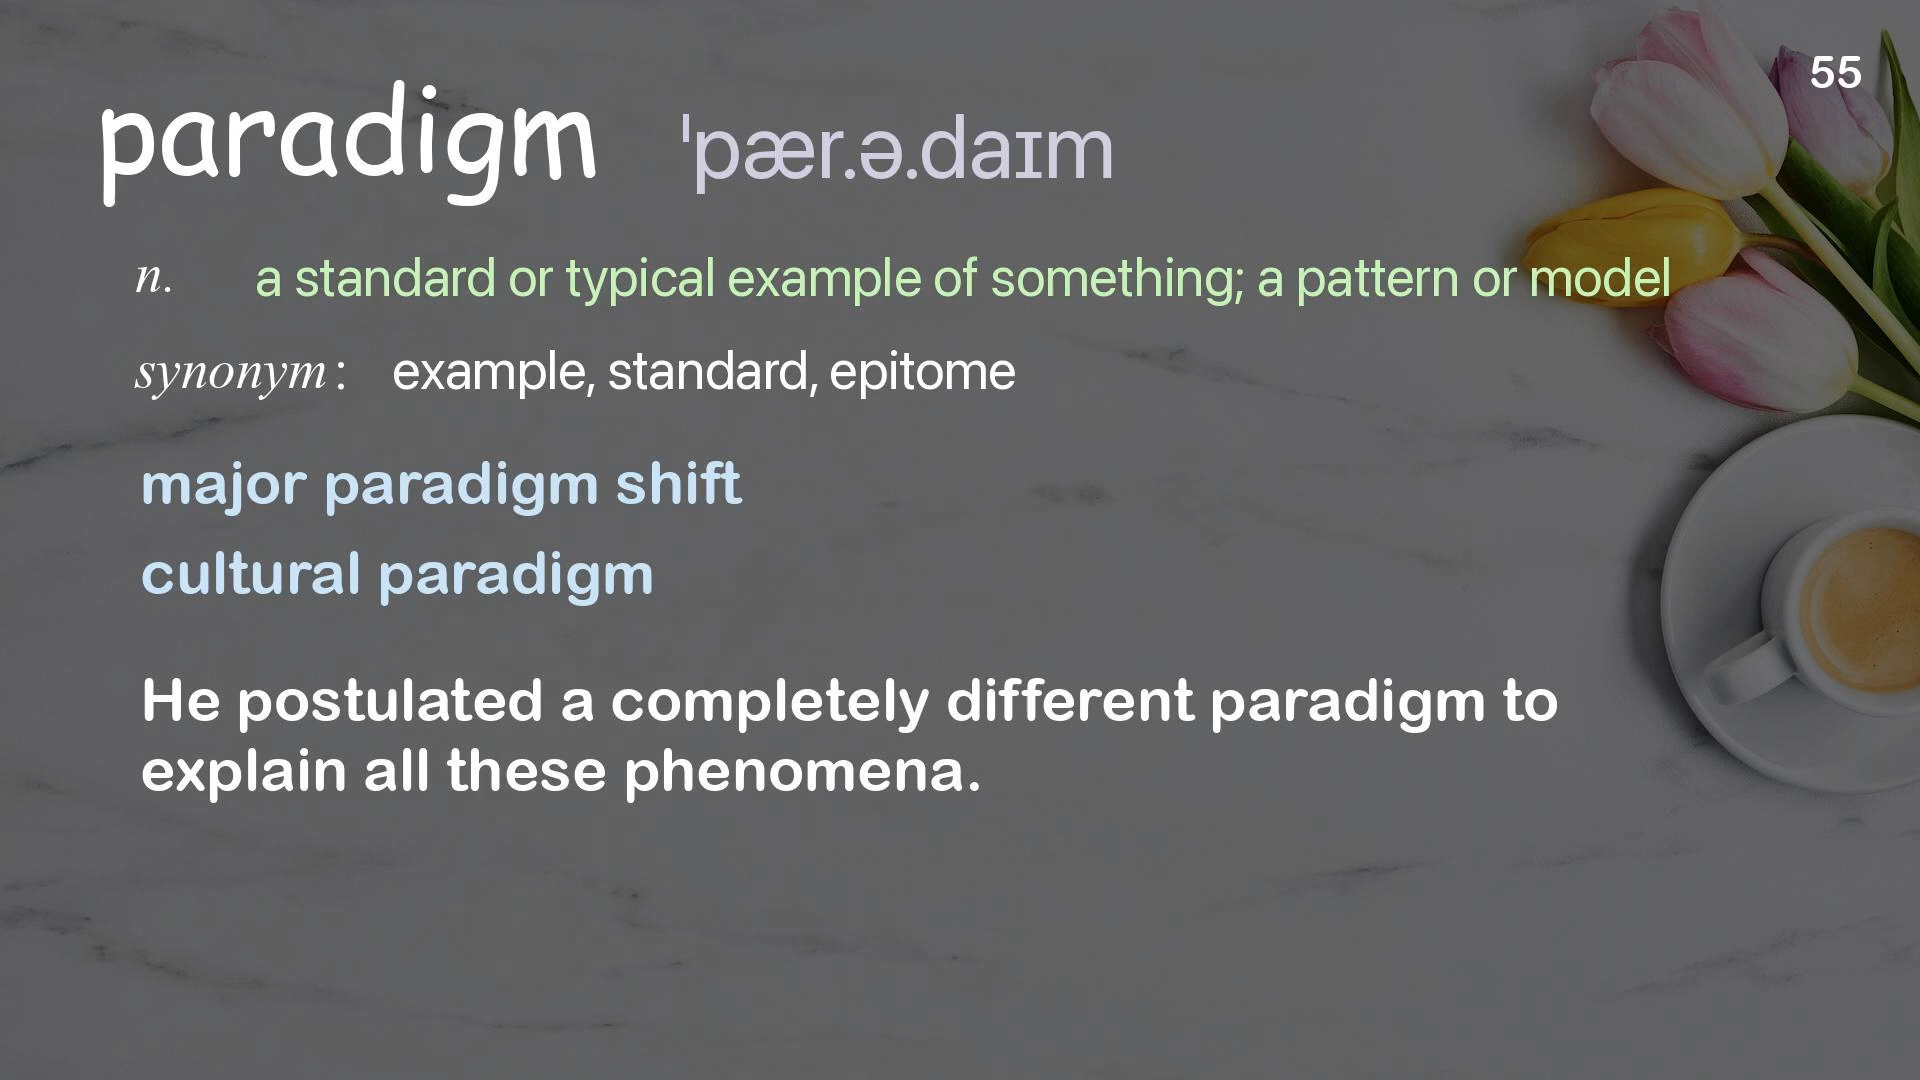 55
paradigm ˈpær.ə.daɪm
n. a standard or typical example of something; a pattern or model
synonym: example, standard, epitome
major paradigm shift
cultural paradigm
He postulated a completely different paradigm to
explain all these phenomena.